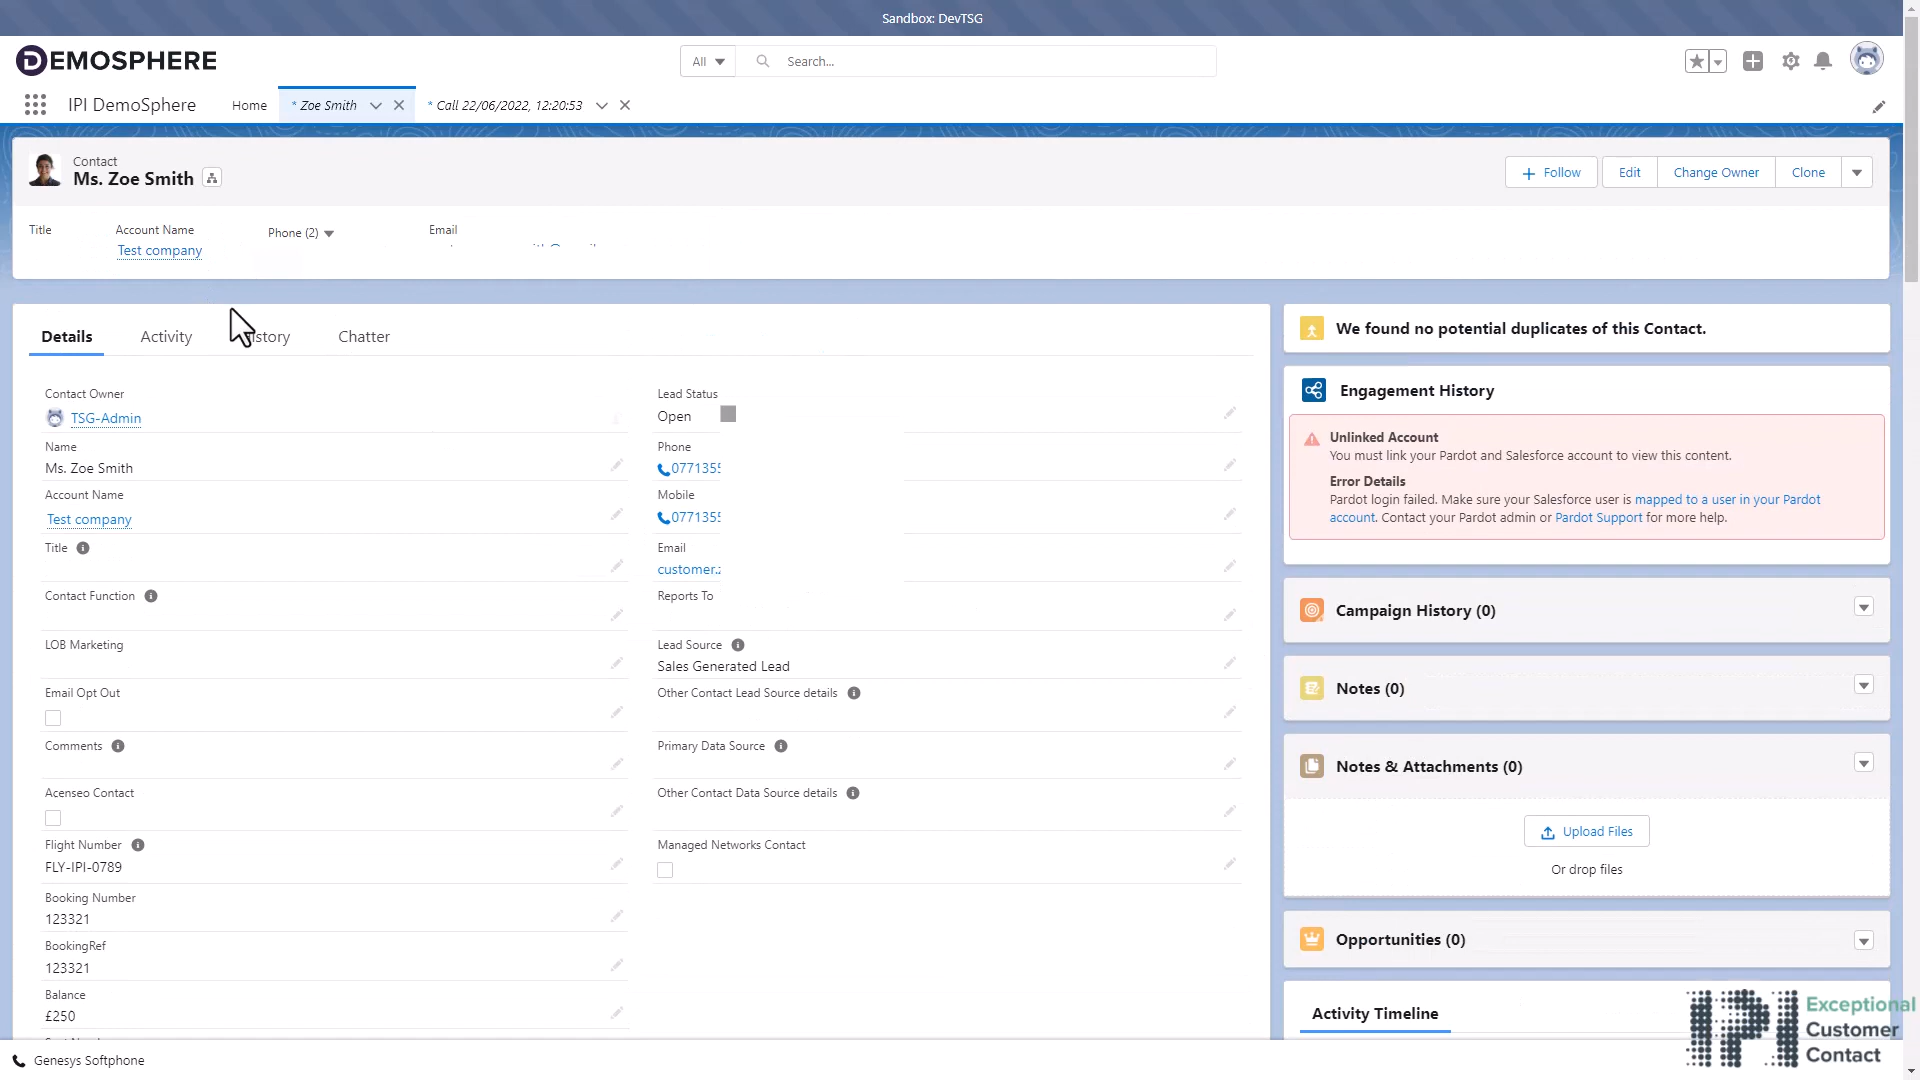 Sandbox: DevTSG
DEMOSPHERE
All
Search...
IPI DemoSphere
Home
* Zoe Smith
* Call 22/06/2022, 12:20:53
Contact
Ms. Zoe Smith
Follow
Edit
Change Owner
Clone
Title
Account Name
Test company
Phone (2)
Email
Details
Activity
History
Chatter
Contact Owner
TSG-Admin
Name
Ms. Zoe Smith
Account Name
Test company
Title
Contact Function
LOB Marketing
Email Opt Out
Comments
Acenseo Contact
Flight Number
FLY-IPI-0789
Booking Number
123321
BookingRef
123321
Balance
£250
Lead Status
Open
Phone
077135
Mobile
077135
Email
customer.
Reports To
Lead Source
Sales Generated Lead
Other Contact Lead Source details
Primary Data Source
Other Contact Data Source details
Managed Networks Contact
We found no potential duplicates of this Contact.
Engagement History
Unlinked Account
You must link your Pardot and Salesforce account to view this content.
Error Details
Pardot login failed. Make sure your Salesforce user is mapped to a user in your Pardot
account. Contact your Pardot admin or Pardot Support for more help.
Campaign History (0)
Notes (0)
Notes & Attachments (0)
Upload Files
Or drop files
Opportunities (0)
Activity Timeline
IPI
Exceptional
Customer
Contact
Genesys Softphone